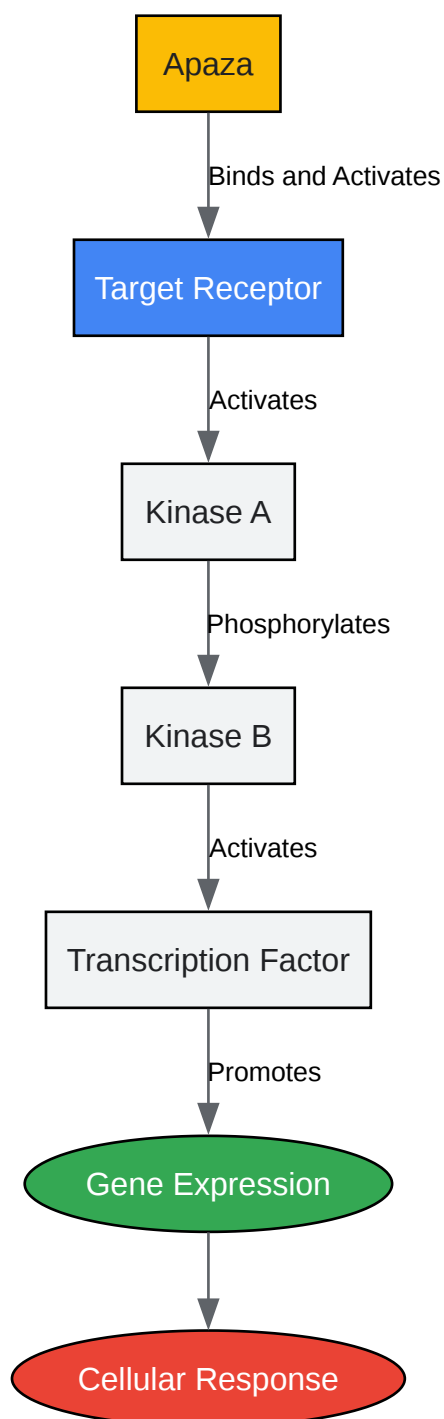 Apaza
Binds and Activates
Target Receptor
Activates
Kinase A
Phosphorylates
Kinase B
Activates
Transcription Factor
Promotes
Gene Expression
Cellular Response